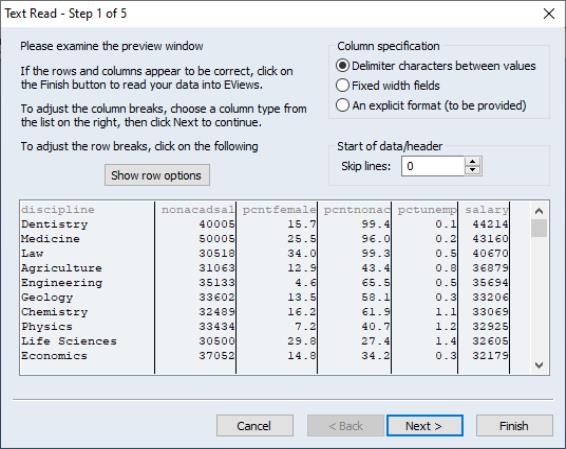 Text Read - Step 1 of 5
Please examine the preview window
If the rows and columns appear to be correct, click on
the Finish button to read your data into EViews.
To adjust the column breaks, choose a column type from
the list on the right, then click Next to continue.
To adjust the row breaks, click on the following
Show row options
Column specification
Delimiter characters between values
Fixed width fields
An explicit format (to be provided)
Start of data/header
Skip lines: 0
discipline nonacadsal pcntfemale pcntnonac pctunemp salary
Dentistry 40005 15.7 99.4 0.1 44214
Medicine 50005 25.5 96.0 0.2 43160
Law 30518 34.0 99.3 0.5 40670
Agriculture 31063 12.9 43.4 0.8 36879
Engineering 35133 4.6 65.5 0.5 35694
Geology 33602 13.5 58.1 0.3 33206
Chemistry 32489 16.2 61.9 1.1 33069
Physics 33434 7.2 40.7 1.2 32925
Life Sciences 30500 29.8 27.4 1.4 32605
Economics 37052 14.8 34.2 0.3 32179
Cancel
< Back
Next >
Finish